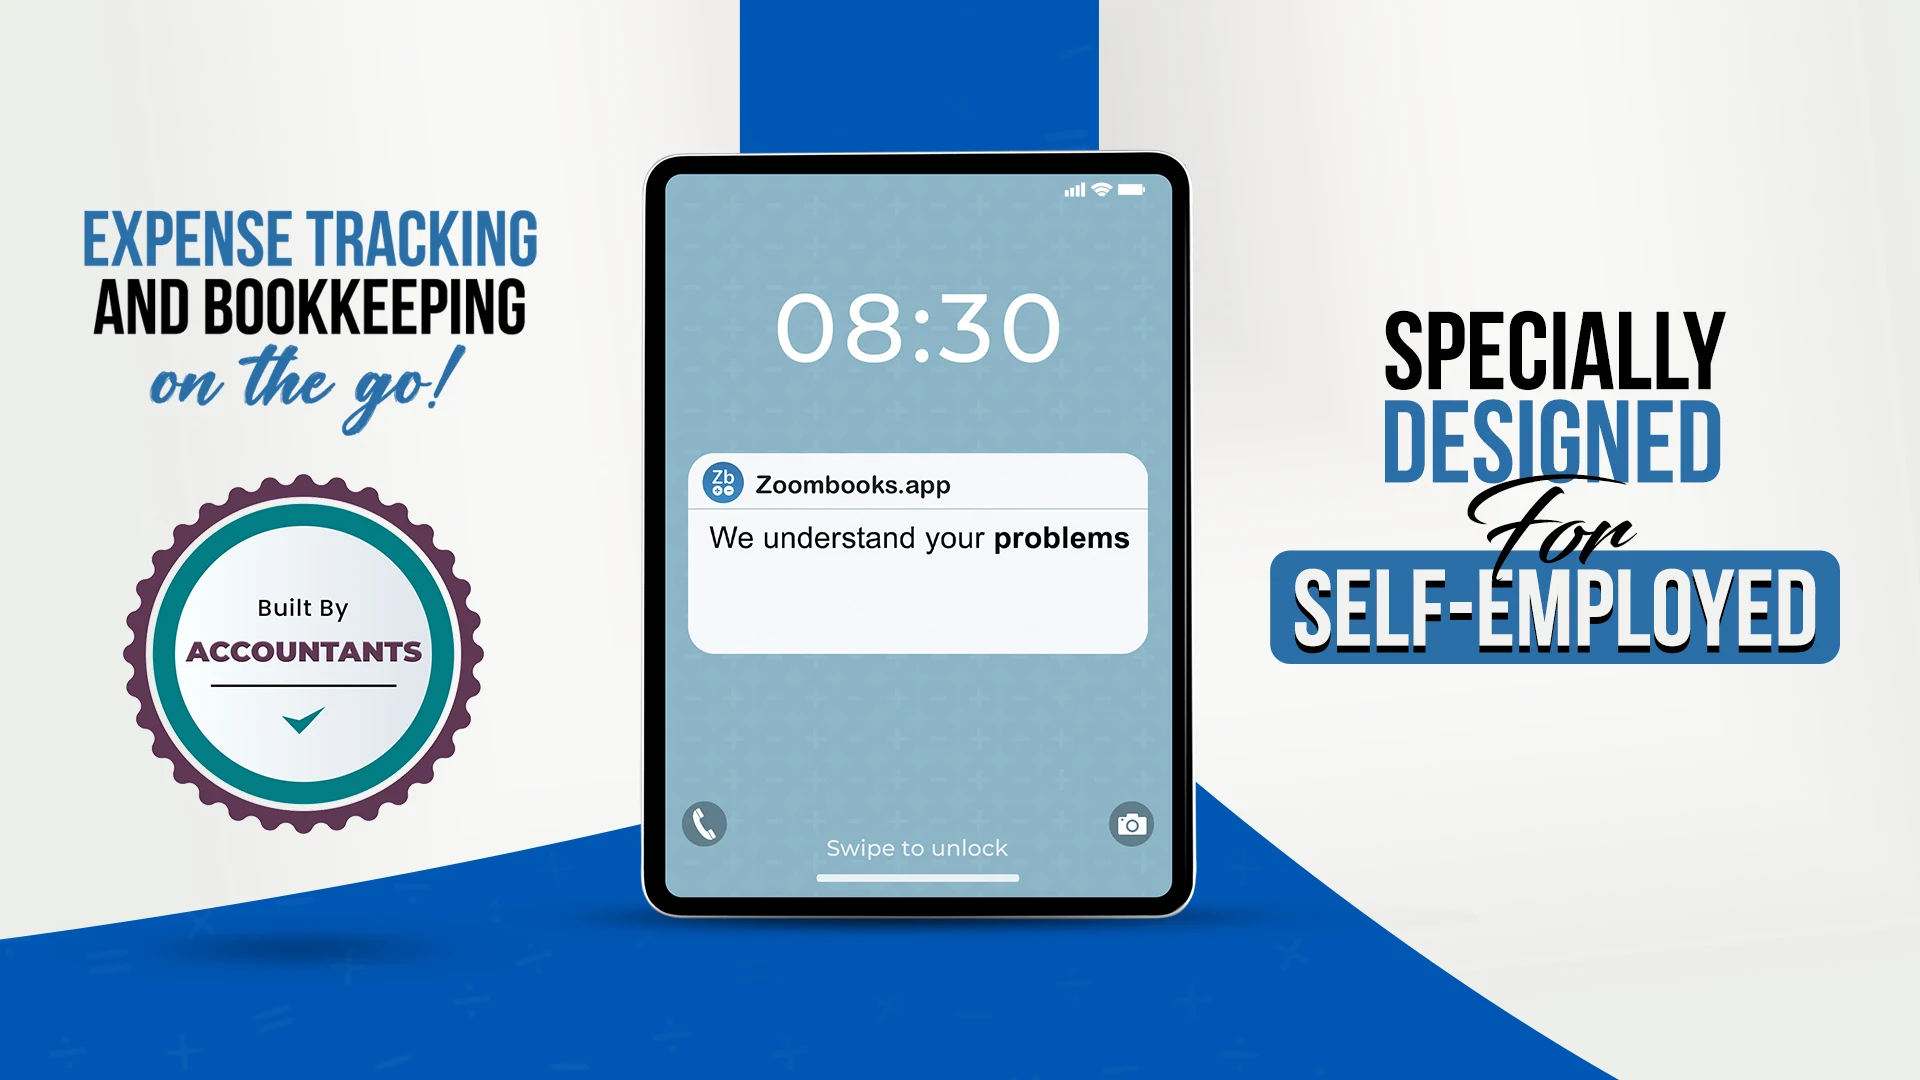 EXPENSE TRACKING
AND BOOKKEEPING
on the go!
Built By
ACCOUNTANTS
08:30
Zb
Zoombooks.app
We understand your problems
Swipe to unlock
SPECIALLY
DESIGNED
For
SELF-EMPLOYED